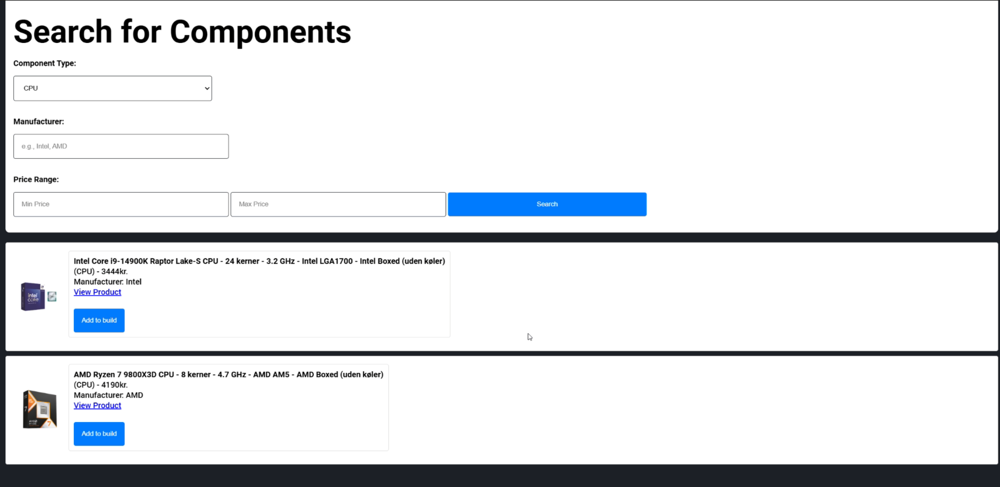 Search for Components
Component Type:
CPU
Manufacturer:
e.g., Intel, AMD
Price Range:
Min Price
Max Price
Search
Intel Core i9-14900K Raptor Lake-S CPU - 24 kerner - 3.2 GHz - Intel LGA1700 - Intel Boxed (uden køler)
(CPU) - 3444kr.
Manufacturer: Intel
View Product
Add to build
intel
CORE
AMD Ryzen 7 9800X3D CPU - 8 kerner - 4.7 GHz - AMD AM5 - AMD Boxed (uden køler)
(CPU) - 4190kr.
Manufacturer: AMD
View Product
Add to build
7
AMD
RYZEN
7